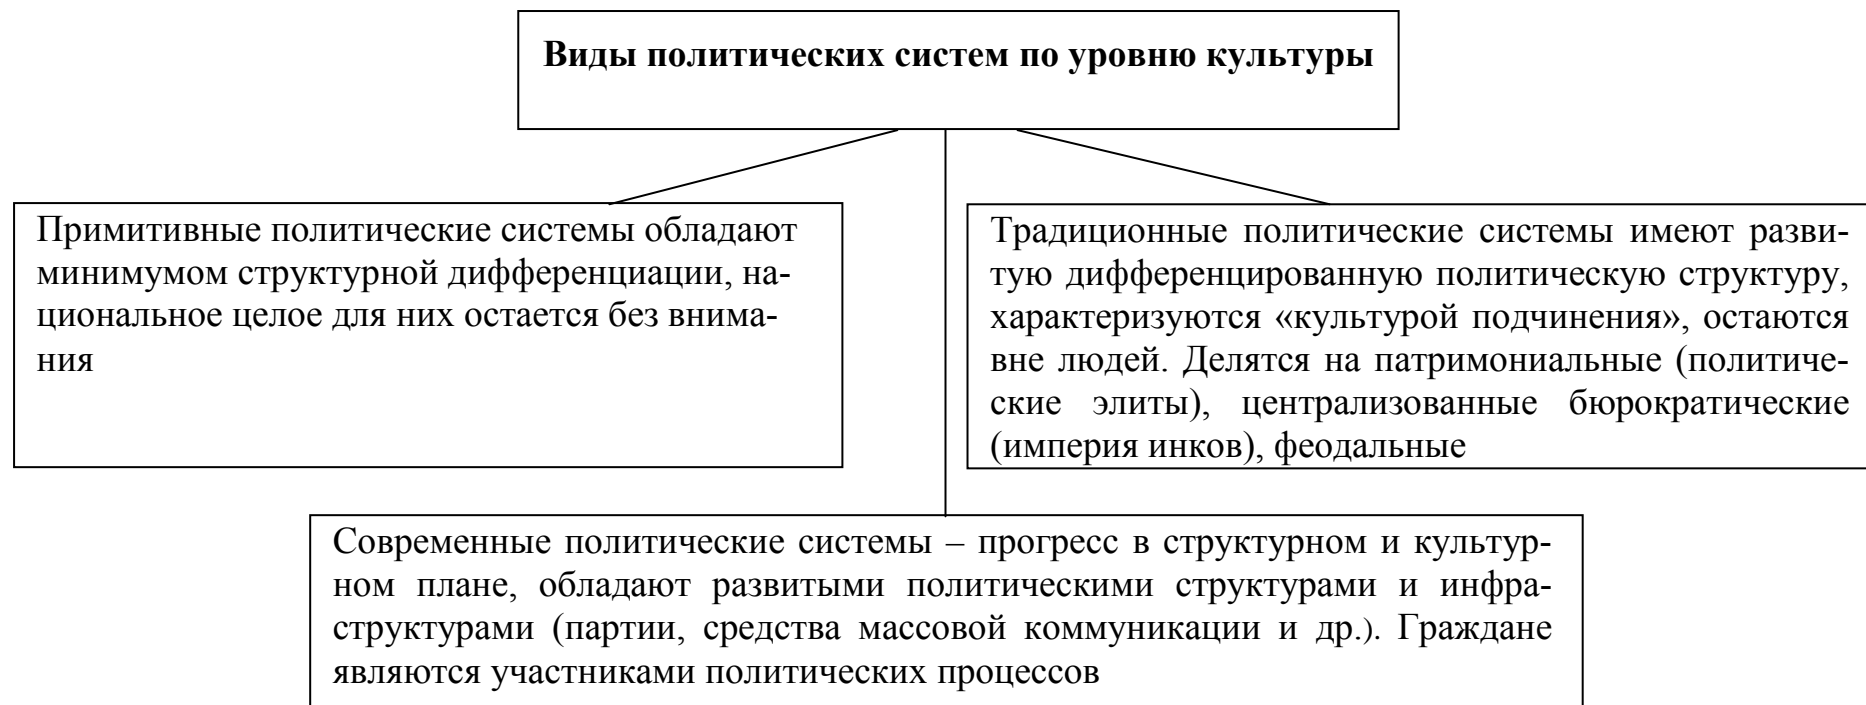 Виды политических систем по уровню культуры
Примитивные политические системы обладают
минимумом структурной дифференциации, на-
циональное целое для них остается без внима-
ния
Традиционные политические системы имеют разви-
тую дифференцированную политическую структуру,
характеризуются «культурой подчинения», остаются
вне людей. Делятся на патримониальные (политиче-
ские элиты), централизованные бюрократические
(империя инков), феодальные
Современные политические системы – прогресс в структурном и культур-
ном плане, обладают развитыми политическими структурами и инфра-
структурами (партии, средства массовой коммуникации и др.). Граждане
являются участниками политических процессов